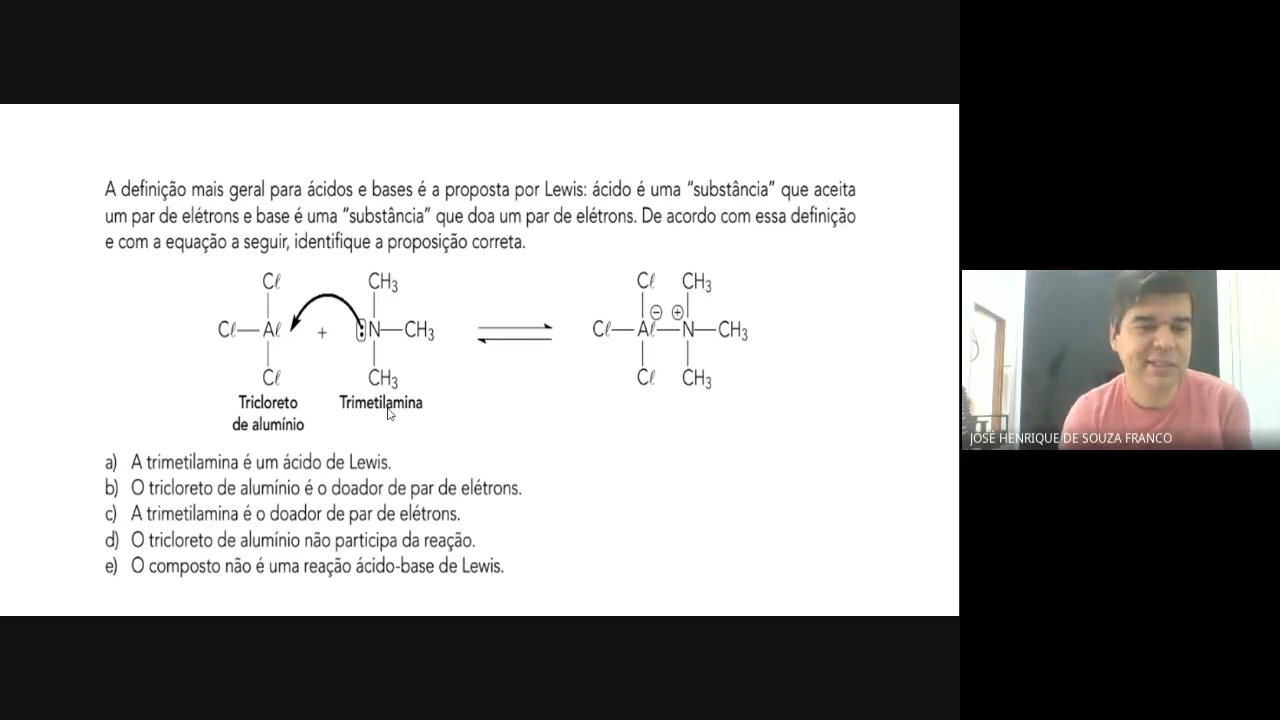 A definição mais geral para ácidos e bases é a proposta por Lewis: ácido é uma “substância” que aceita
um par de elétrons e base é uma “substância” que doa um par de elétrons. De acordo com essa definição
e com a equação a seguir, identifique a proposição correta.
Cℓ CH₃ Cℓ CH₃
Cℓ—Aℓ + :N—CH₃ Cℓ—Aℓ—N—CH₃
⊖ ⊕
Cℓ CH₃ Cℓ CH₃
Tricloreto Trimetilamina
de alumínio
a) A trimetilamina é um ácido de Lewis.
b) O tricloreto de alumínio é o doador de par de elétrons.
c) A trimetilamina é o doador de par de elétrons.
d) O tricloreto de alumínio não participa da reação.
e) O composto não é uma reação ácido-base de Lewis.
JOSÉ HENRIQUE DE SOUZA FRANCO